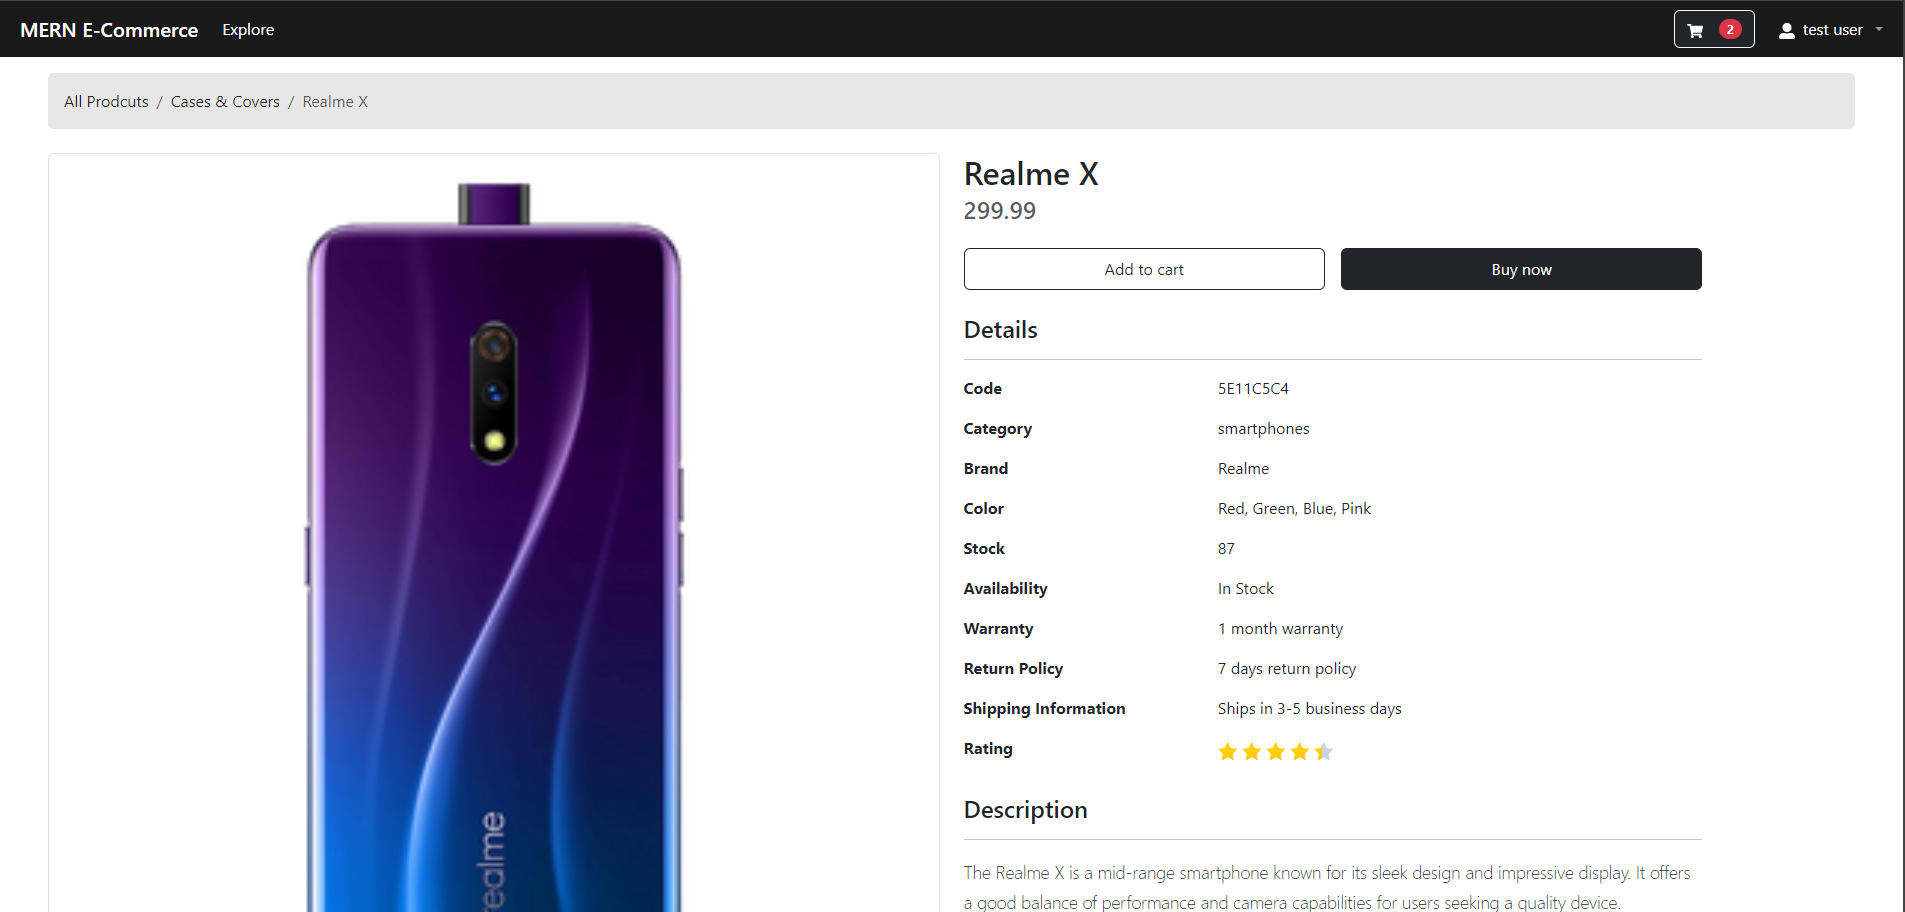 MERN E-Commerce Explore 2 test user
All Prodcuts / Cases & Covers / Realme X
Realme X
299.99
Add to cart Buy now
Details
Code 5E11C5C4
Category smartphones
Brand Realme
Color Red, Green, Blue, Pink
Stock 87
Availability In Stock
Warranty 1 month warranty
Return Policy 7 days return policy
Shipping Information Ships in 3-5 business days
Rating
Description
The Realme X is a mid-range smartphone known for its sleek design and impressive display. It offers
a good balance of performance and camera capabilities for users seeking a quality device.
realme